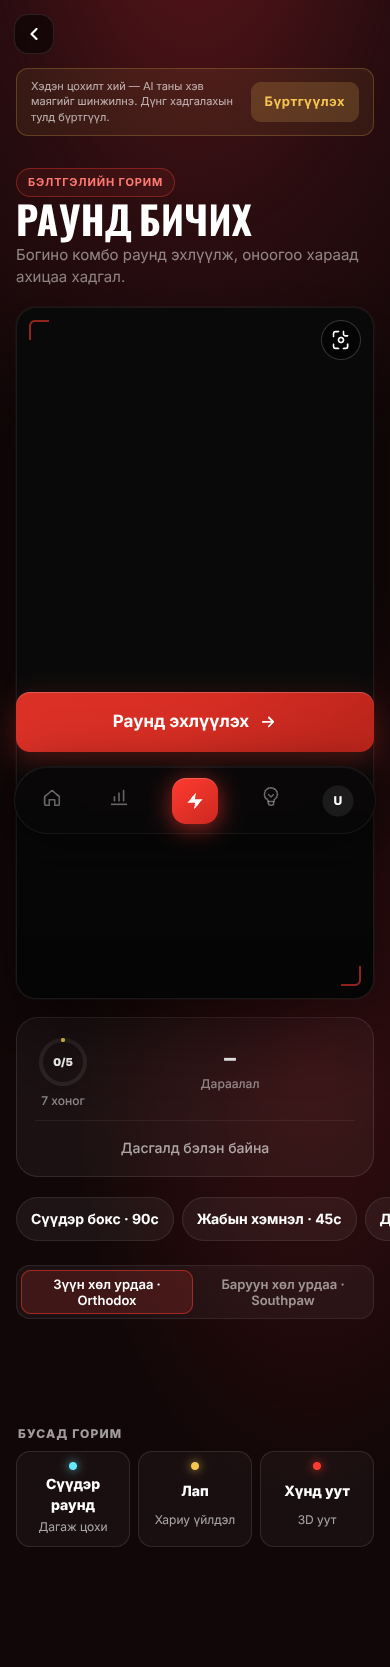 Хэдэн цохилт хий — AI таны хэв
маягийг шинжилнэ. Дүнг хадгалахын
тулд бүртгүүл.
Бүртгүүлэх
БЭЛТГЭЛИЙН ГОРИМ
РАУНД БИЧИХ
Богино комбо раунд эхлүүлж, оноогоо хараад
ахицаа хадгал.
Раунд эхлүүлэх →
U
0/5
7 хоног
–
Дараалал
Дасгалд бэлэн байна
Сүүдэр бокс · 90с
Жабын хэмнэл · 45с
Д
Зүүн хөл урдаа ·
Orthodox
Баруун хөл урдаа ·
Southpaw
БУСАД ГОРИМ
Сүүдэр
раунд
Дагаж цохи
Лап
Хариу үйлдэл
Хүнд уут
3D уут